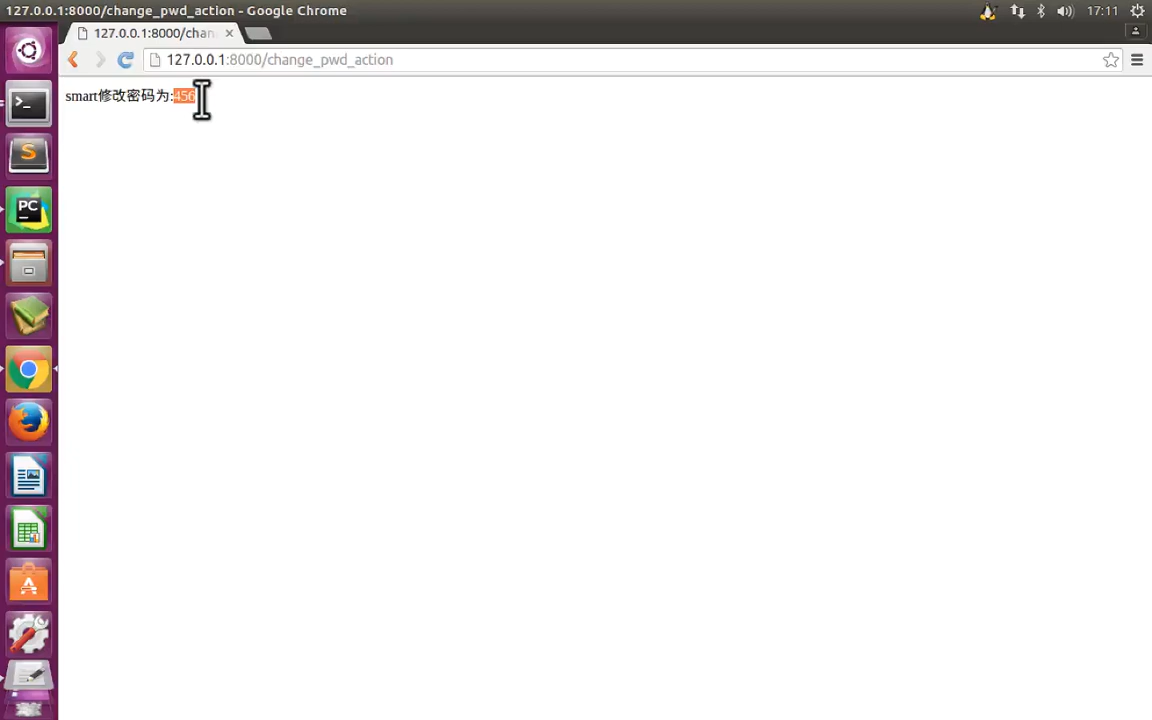 127.0.0.1:8000/change_pwd_action - Google Chrome
17:11
127.0.0.1:8000/chan
127.0.0.1:8000/change_pwd_action
smart修改密码为:456